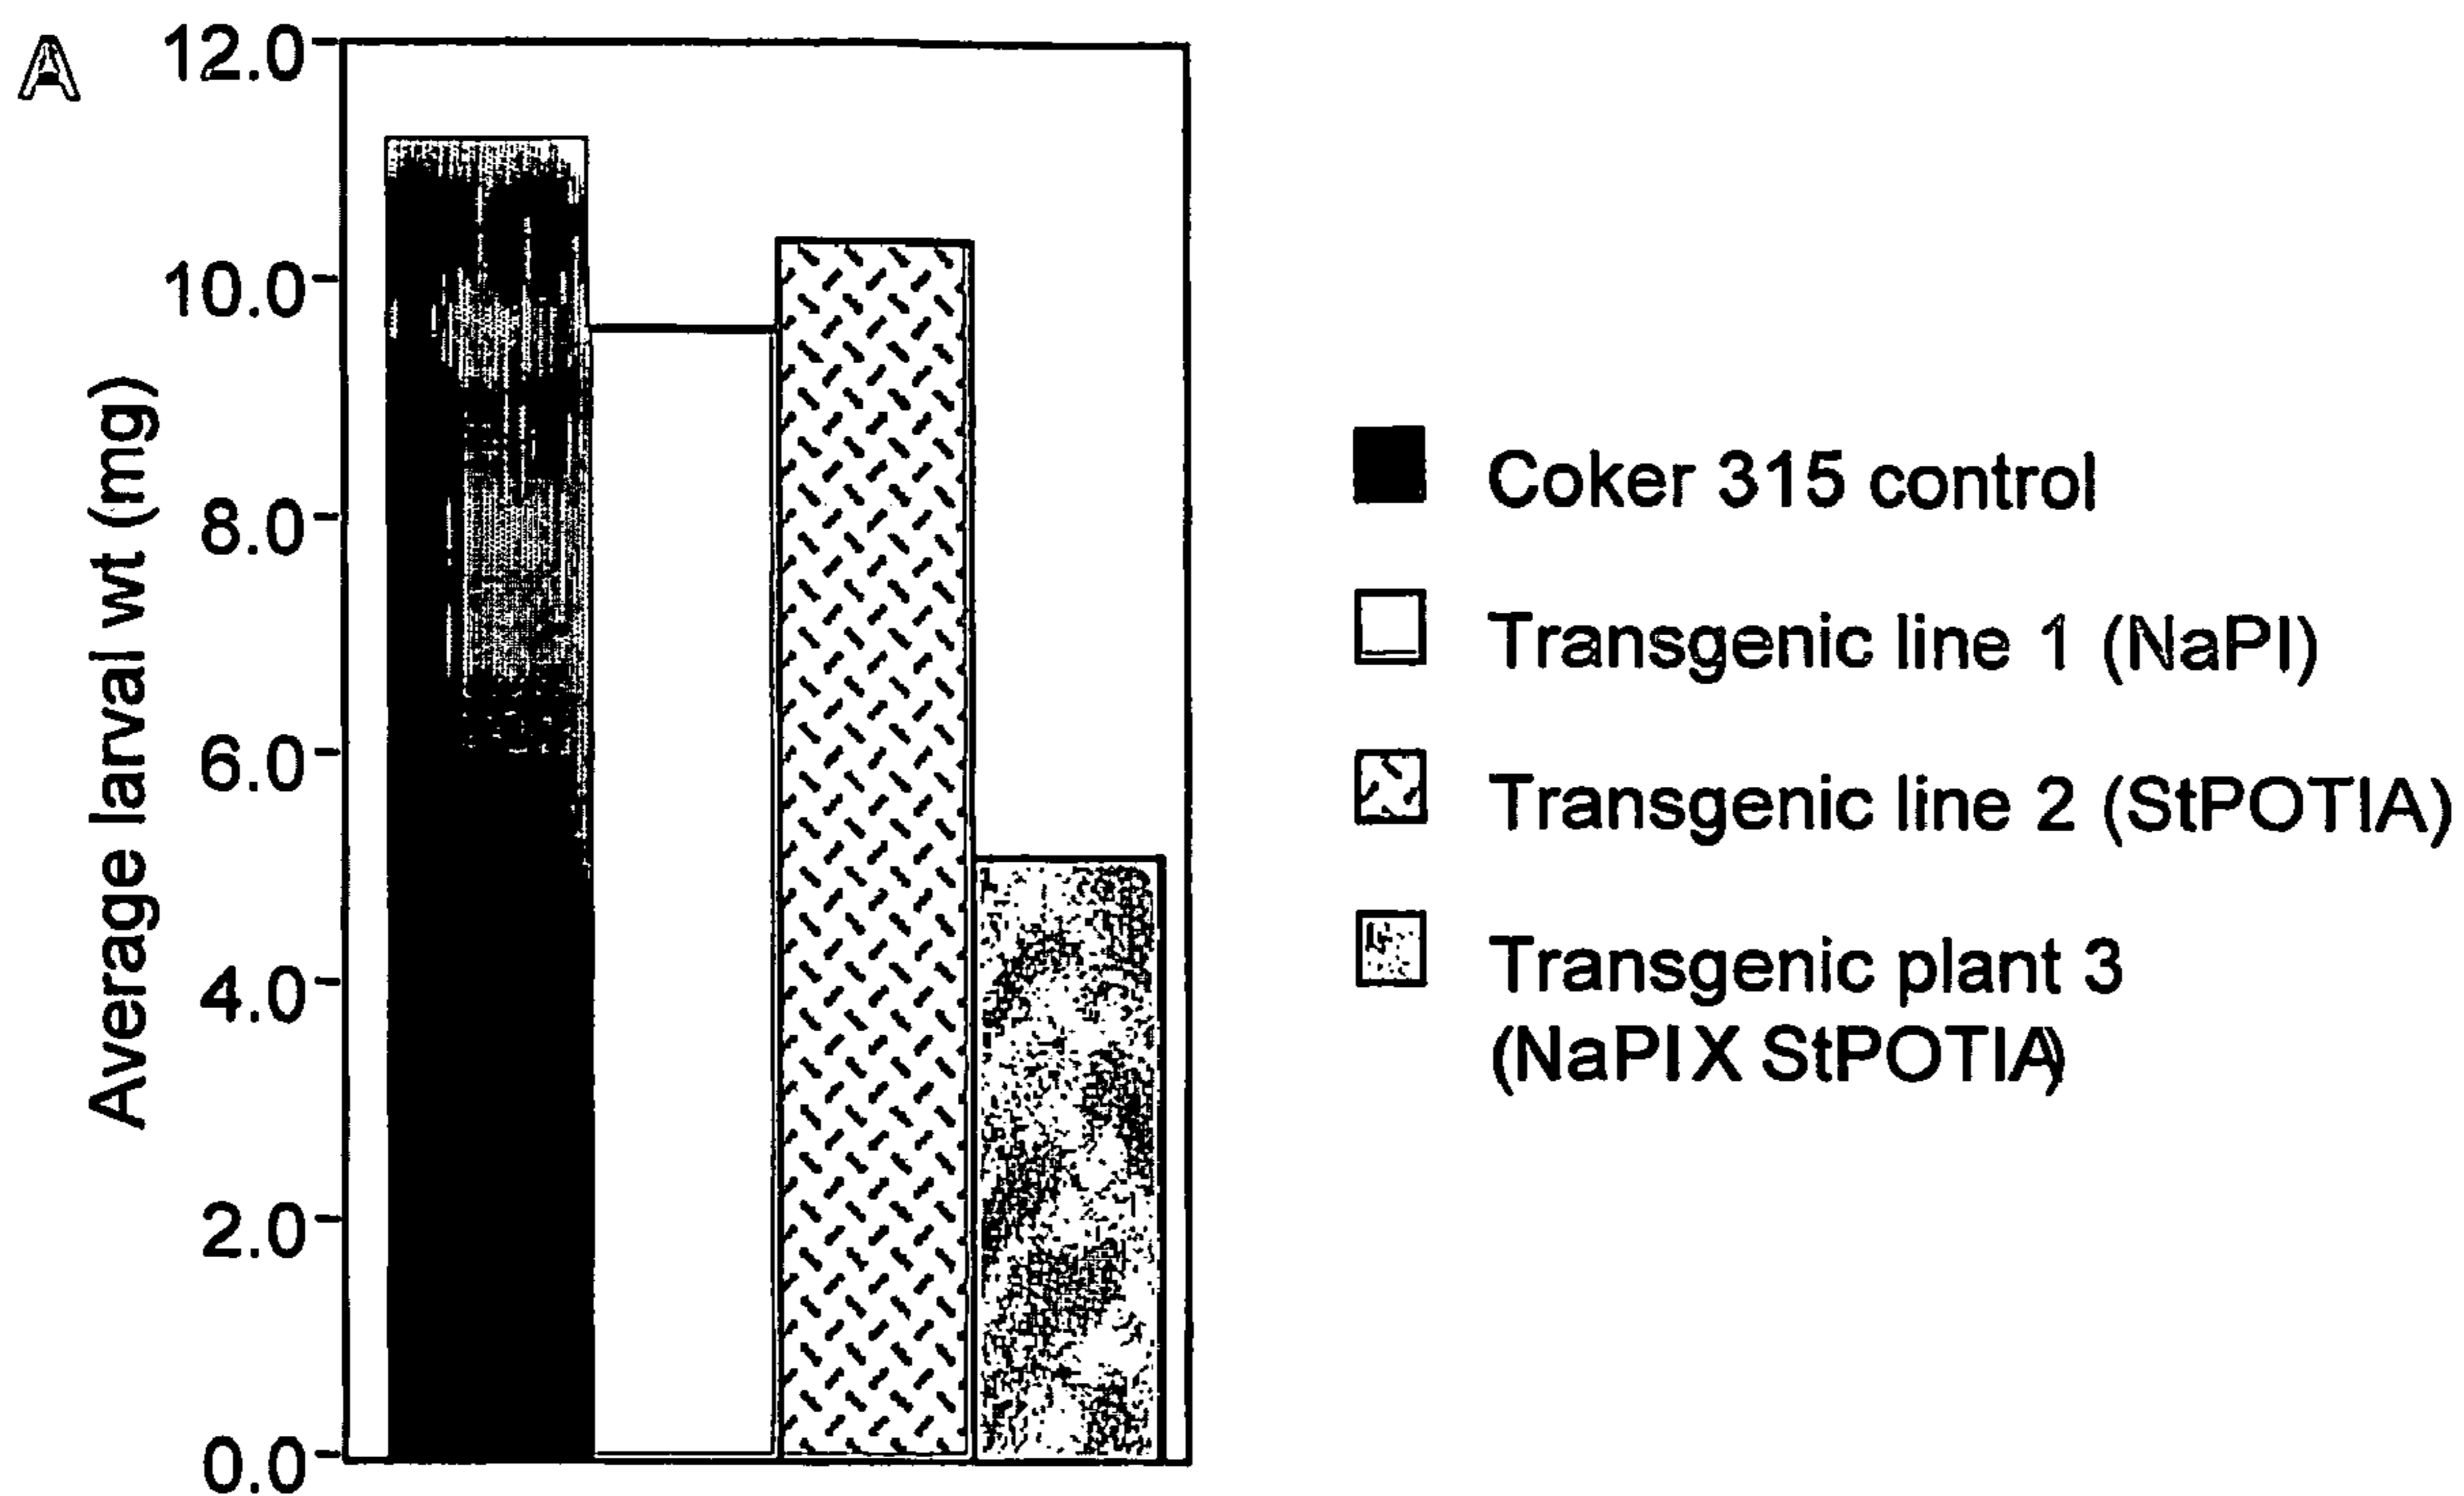 A
12.0
10.0
8.0
6.0
4.0
2.0
0.0
Average larval wt (mg)
Coker 315 control
Transgenic line 1 (NaPI)
Transgenic line 2 (StPOTIA)
Transgenic plant 3
(NaPI X StPOTIA)